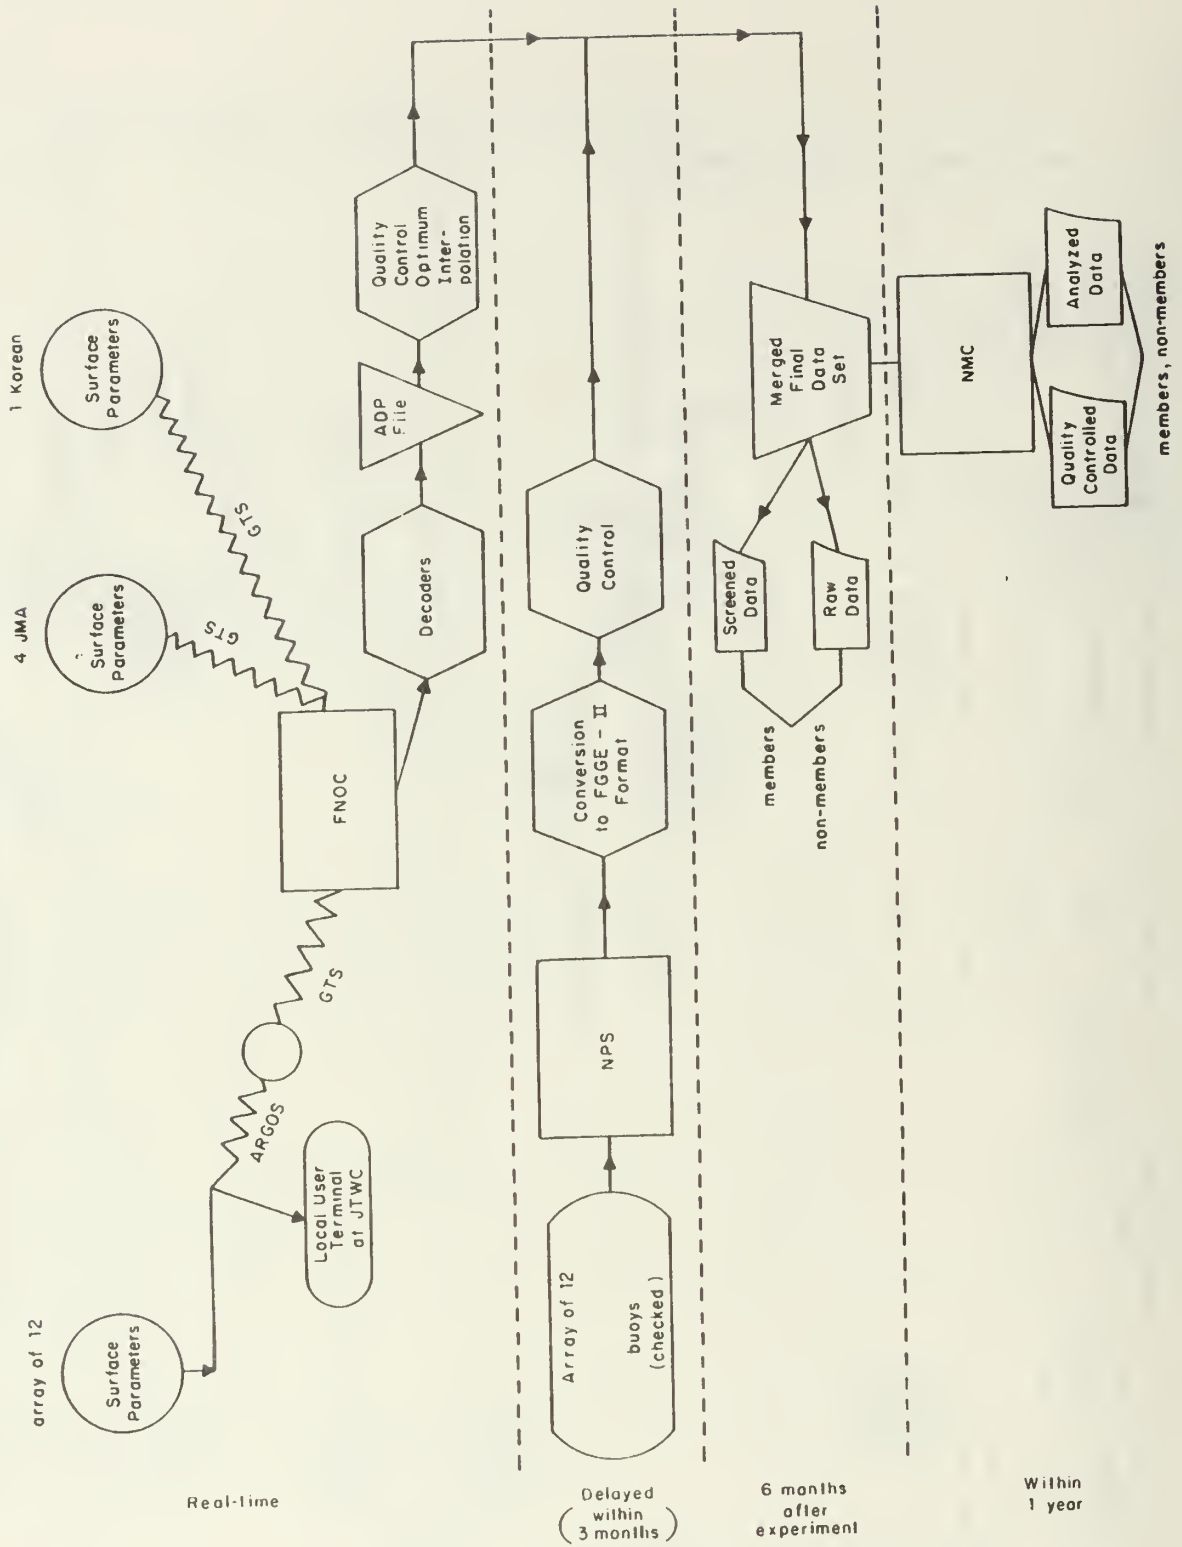 array of 12
4 JMA
1 Korean
Surface
Parameters
Surface
Parameters
Surface
Parameters
ARGOS
GTS
GTS
GTS
Local User
Terminal
at JTWC
FNOC
Decoders
ADP
File
Quality
Control
Optimum
Inter-
polation
Real-time
Array of 12
buoys
(checked)
NPS
Conversion
to FGGE - II
Format
Quality
Control
Delayed
(within
3 months)
members
non-members
Screened
Data
Raw
Data
Merged
Final
Data
Set
6 months
after
experiment
NMC
Quality
Controlled
Data
Analyzed
Data
members, non-members
Within
1 year